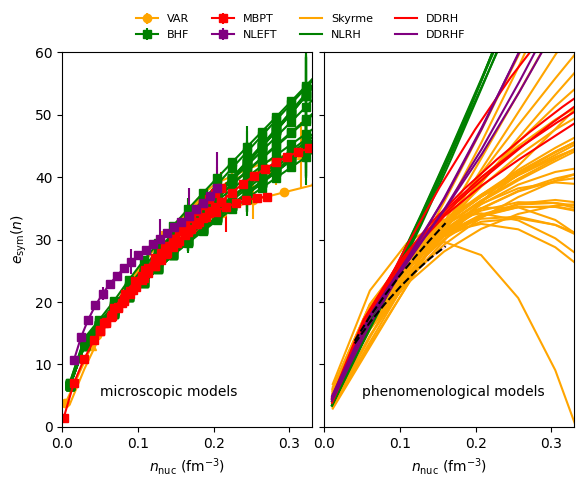 VAR MBPT Skyrme DDRH
BHF NLEFT NLRH DDRHF
60
50
40
30
20
10
0
e_sym(n)
microscopic models
phenomenological models
0.0 0.1 0.2 0.3 0.0 0.1 0.2 0.3
n_nuc (fm⁻³) n_nuc (fm⁻³)